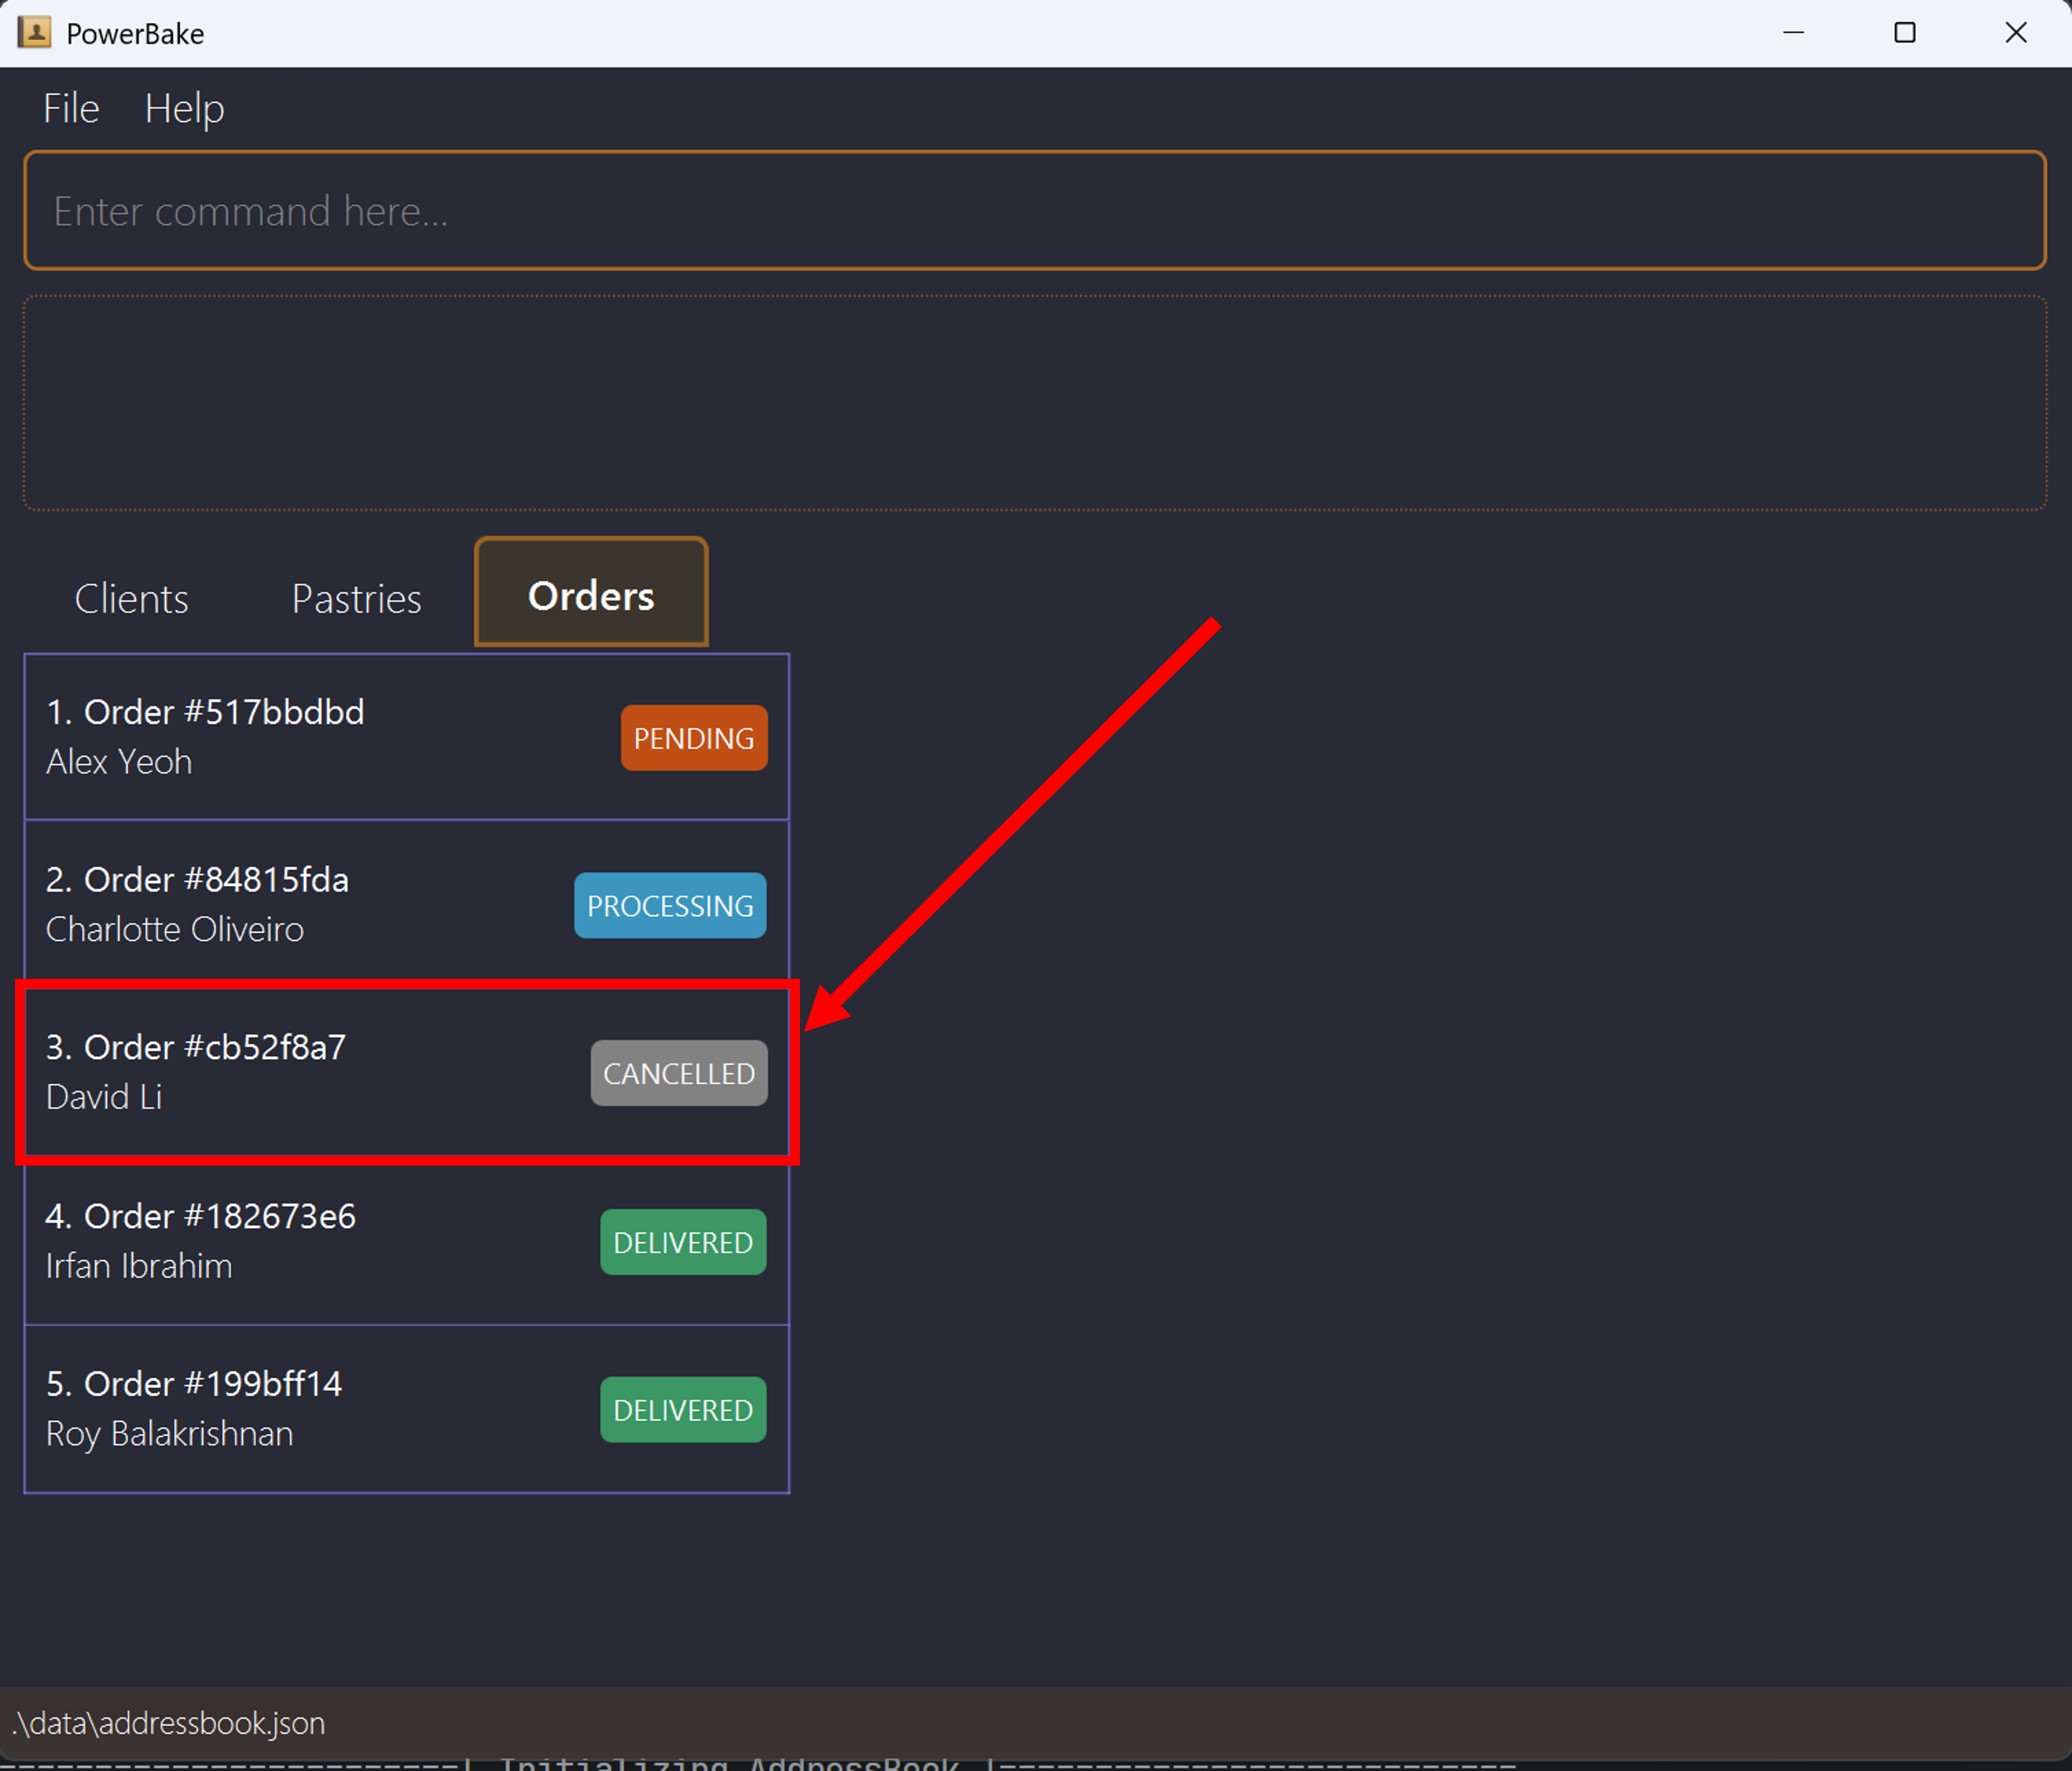 PowerBake
File Help
Enter command here...
Clients Pastries Orders
1. Order #517bbdbd
Alex Yeoh
PENDING
2. Order #84815fda
Charlotte Oliveiro
PROCESSING
3. Order #cb52f8a7
David Li
CANCELLED
4. Order #182673e6
Irfan Ibrahim
DELIVERED
5. Order #199bff14
Roy Balakrishnan
DELIVERED
.\data\addressbook.json
Initializing AddressBook